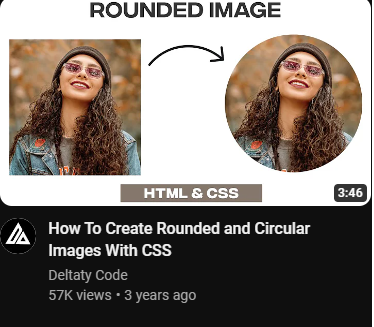 ROUNDED IMAGE
HTML & CSS
3:46
How To Create Rounded and Circular
Images With CSS
Deltaty Code
57K views • 3 years ago